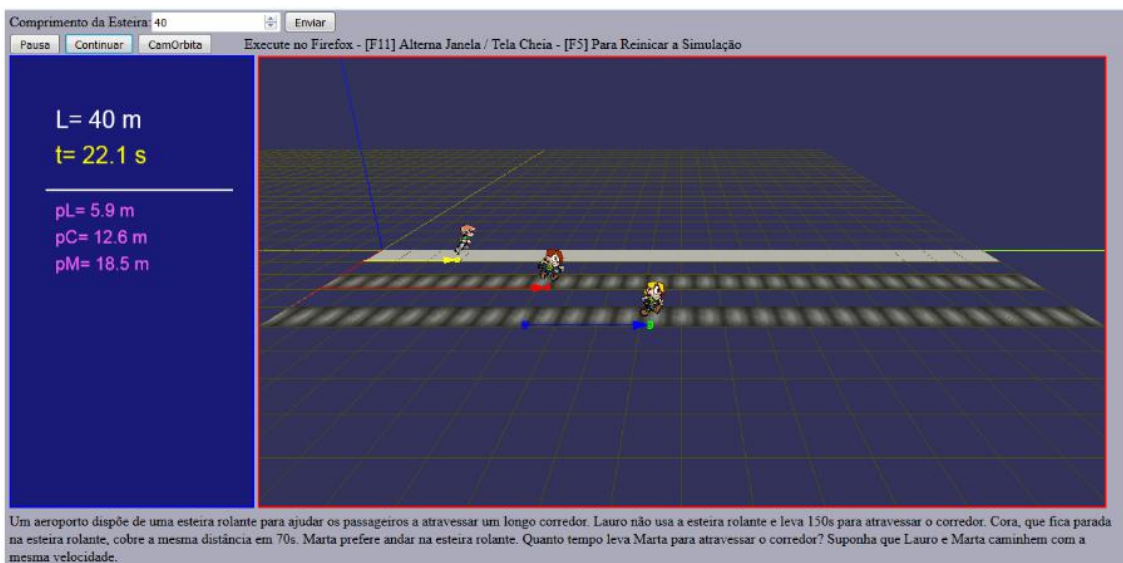 Comprimento da Esteira: 40 Enviar
Pausa Continuar CamOrbita Execute no Firefox - [F11] Alterna Janela / Tela Cheia - [F5] Para Reinicar a Simulação
L= 40 m
t= 22.1 s
pL= 5.9 m
pC= 12.6 m
pM= 18.5 m
Um aeroporto dispõe de uma esteira rolante para ajudar os passageiros a atravessar um longo corredor. Lauro não usa a esteira rolante e leva 150s para atravessar o corredor. Cora, que fica parada
na esteira rolante, cobre a mesma distância em 70s. Marta prefere andar na esteira rolante. Quanto tempo leva Marta para atravessar o corredor? Suponha que Lauro e Marta caminhem com a
mesma velocidade.